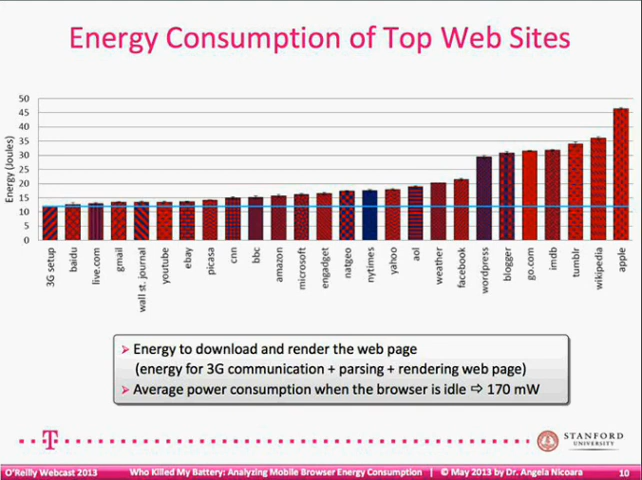 Energy Consumption of Top Web Sites
Energy (Joules)
50
45
40
35
30
25
20
15
10
5
0
3G setup
baidu
live.com
gmail
wall st. journal
youtube
ebay
picasa
cnn
bbc
amazon
microsoft
engadget
natgeo
nytimes
yahoo
aol
weather
facebook
wordpress
blogger
go.com
imdb
tumblr
wikipedia
apple
➢ Energy to download and render the web page
(energy for 3G communication + parsing + rendering web page)
➢ Average power consumption when the browser is idle ⇨ 170 mW
T
STANFORD
UNIVERSITY
O'Reilly Webcast 2013
Who Killed My Battery: Analyzing Mobile Browser Energy Consumption | © May 2013 by Dr. Angela Nicoara
10